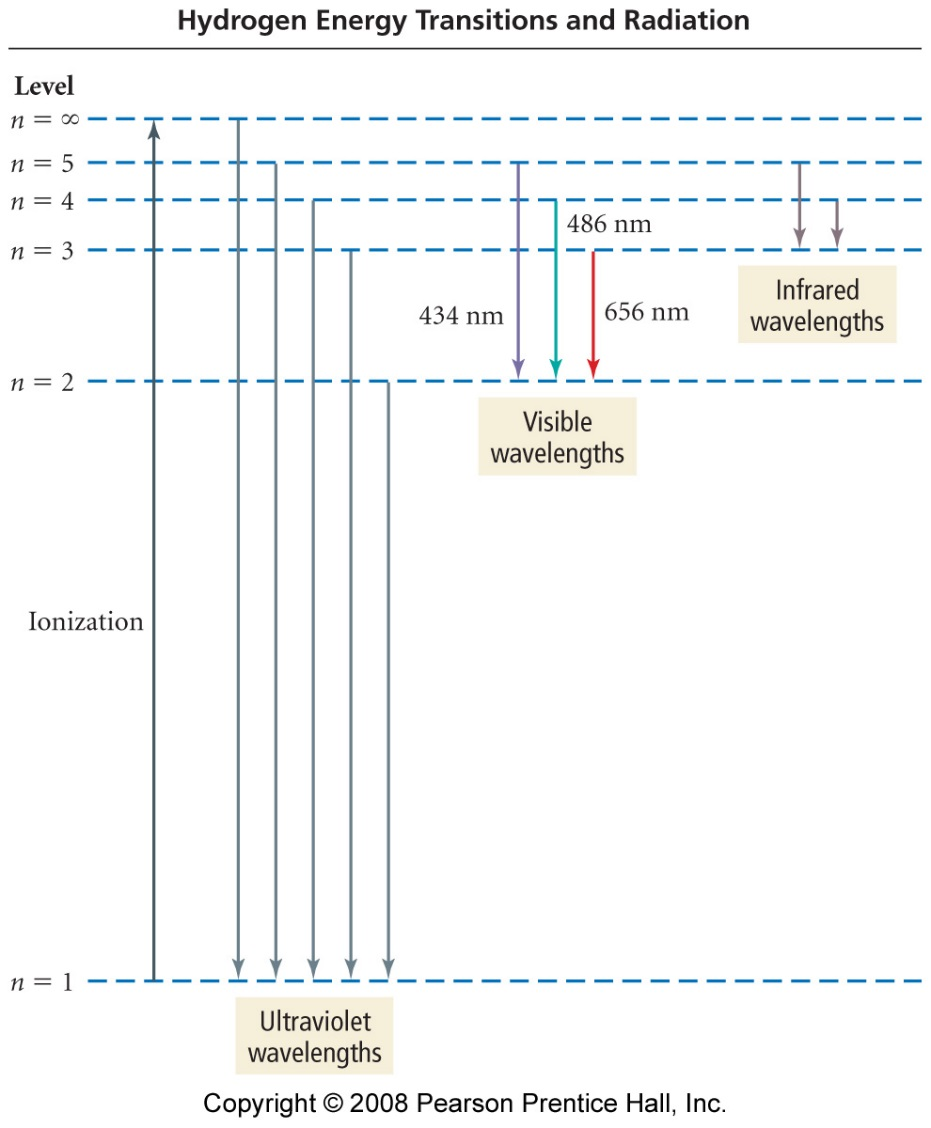 Hydrogen Energy Transitions and Radiation
Level
n = ∞
n = 5
n = 4
n = 3
n = 2
n = 1
486 nm
434 nm
656 nm
Infrared
wavelengths
Visible
wavelengths
Ionization
Ultraviolet
wavelengths
Copyright © 2008 Pearson Prentice Hall, Inc.